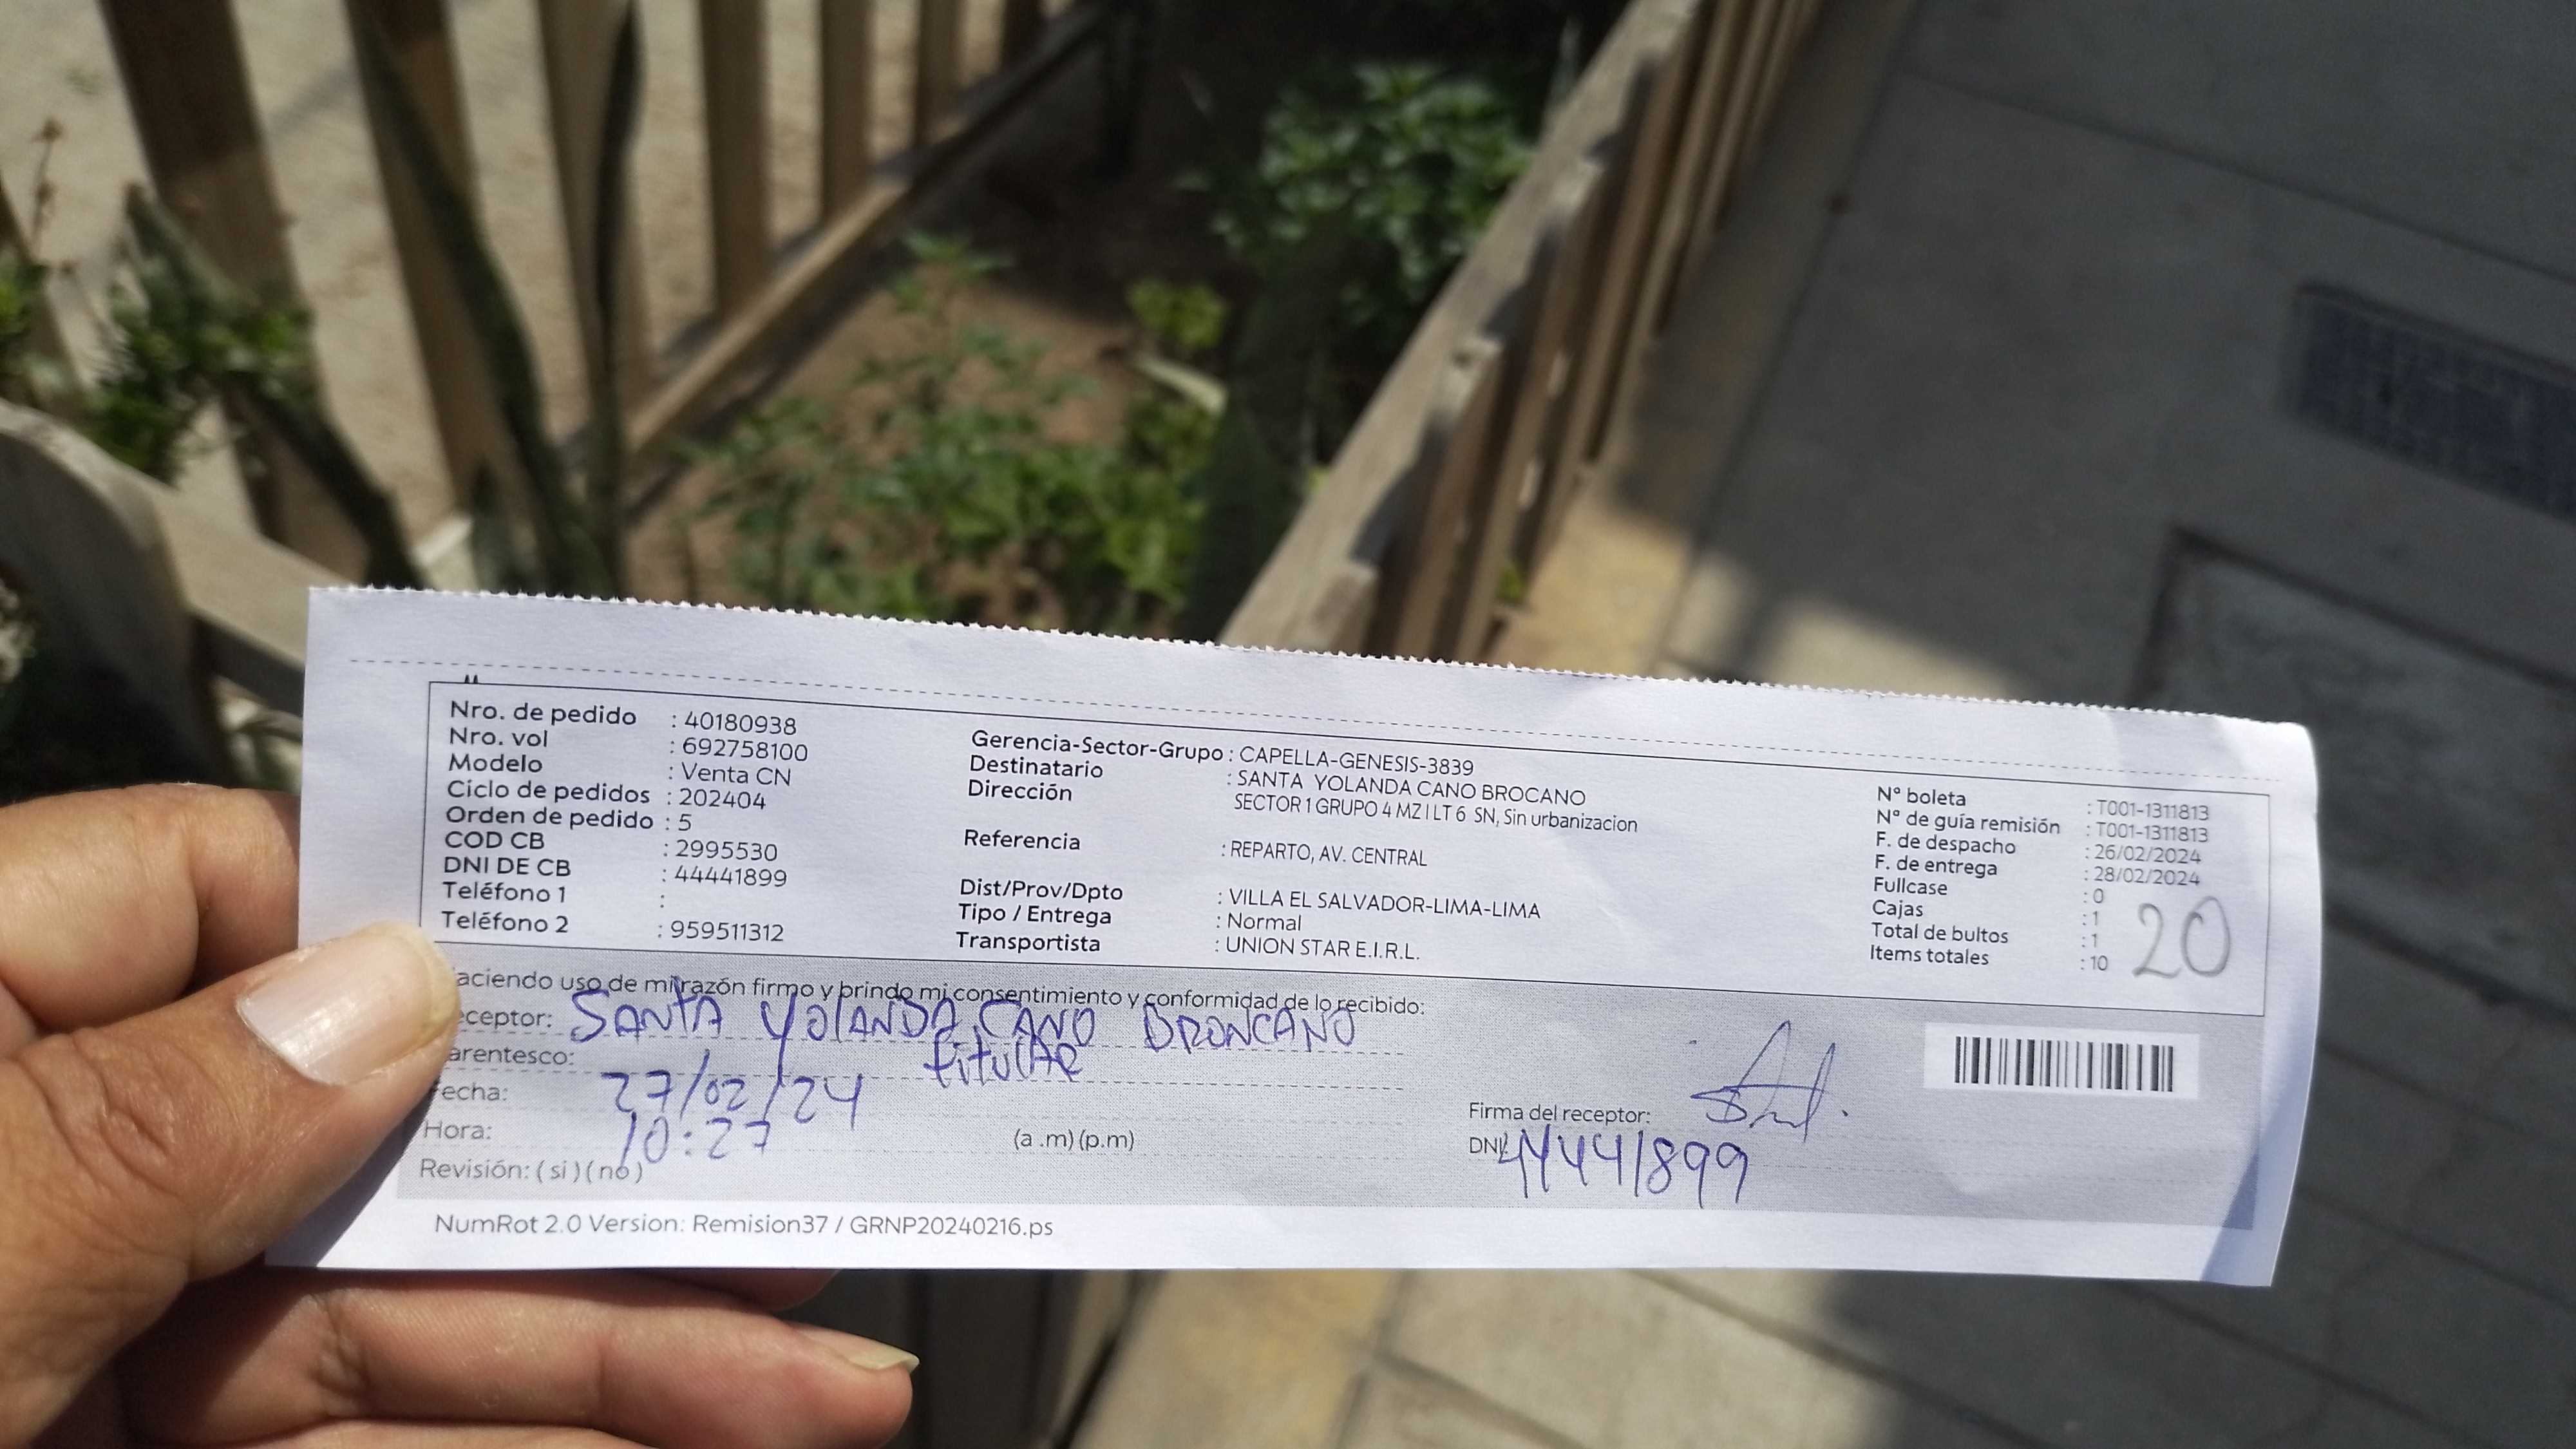 Nro. de pedido : 40180938
Nro. vol : 692758100
Modelo : Venta CN
Ciclo de pedidos : 202404
Orden de pedido : 5
COD CB : 2995530
DNI DE CB : 44441899
Teléfono 1 :
Teléfono 2 : 959511312
Gerencia-Sector-Grupo : CAPELLA-GENESIS-3839
Destinatario : SANTA YOLANDA CANO BROCANO
Dirección SECTOR 1 GRUPO 4 MZ I LT 6 SN, Sin urbanizacion
Referencia : REPARTO, AV. CENTRAL
Dist/Prov/Dpto : VILLA EL SALVADOR-LIMA-LIMA
Tipo / Entrega : Normal
Transportista : UNION STAR E.I.R.L.
N° boleta : T001-1311813
N° de guía remisión : T001-1311813
F. de despacho : 26/02/2024
F. de entrega : 28/02/2024
Fullcase : 0
Cajas : 1
Total de bultos : 1
Items totales : 10
20
aciendo uso de mi razón firmo y brindo mi consentimiento y conformidad de lo recibido:
eceptor: SANTA YOLANDA CANO BRONCANO
arentesco: titular
Fecha: 27/02/24
Hora: 10:27 (a .m) (p.m)
Revisión: ( si ) ( no )
Firma del receptor:
DNI: 44441899
NumRot 2.0 Version: Remision37 / GRNP20240216.ps